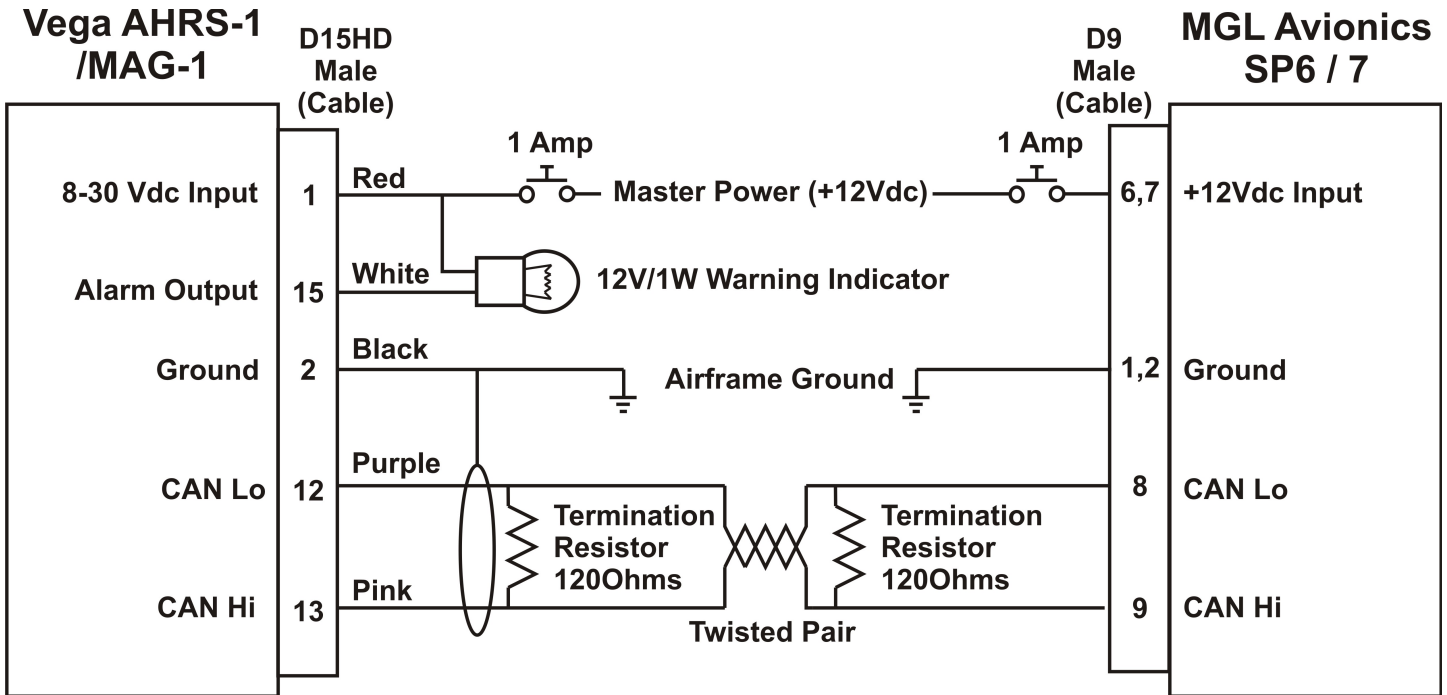 Vega AHRS-1
/MAG-1
D15HD
Male
(Cable)
D9
Male
(Cable)
MGL Avionics
SP6 / 7
8-30 Vdc Input
1
Red
1 Amp
Master Power (+12Vdc)
1 Amp
6,7
+12Vdc Input
Alarm Output
15
White
12V/1W Warning Indicator
Ground
2
Black
Airframe Ground
1,2
Ground
CAN Lo
12
Purple
Termination
Resistor
120Ohms
Termination
Resistor
120Ohms
8
CAN Lo
CAN Hi
13
Pink
Twisted Pair
9
CAN Hi